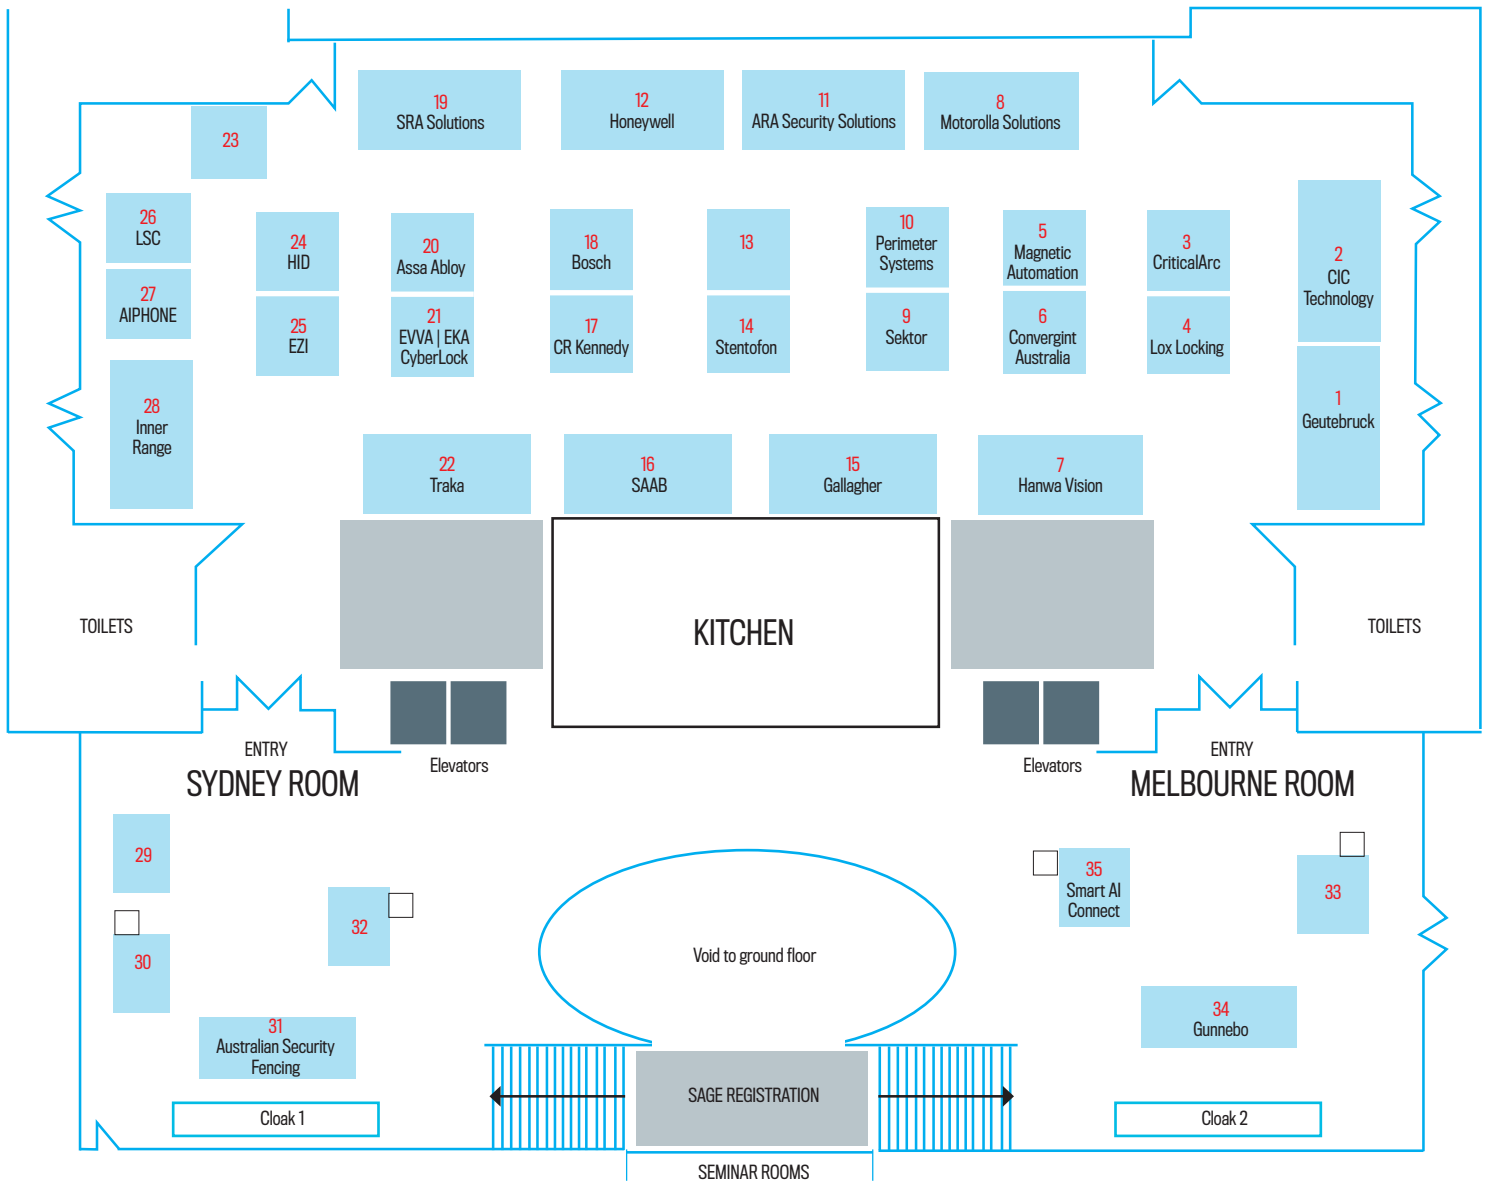 19
SRA Solutions
12
Honeywell
11
ARA Security Solutions
8
Motorolla Solutions
23
26
LSC
24
HID
20
Assa Abloy
18
Bosch
13
10
Perimeter
Systems
5
Magnetic
Automation
3
CriticalArc
2
CIC
Technology
27
AIPHONE
25
EZI
21
EVVA | EKA
CyberLock
17
CR Kennedy
14
Stentofon
9
Sektor
6
Convergint
Australia
4
Lox Locking
1
Geutebruck
28
Inner
Range
22
Traka
16
SAAB
15
Gallagher
7
Hanwa Vision
TOILETS
KITCHEN
TOILETS
ENTRY
SYDNEY ROOM
Elevators
Elevators
ENTRY
MELBOURNE ROOM
29
30
32
31
Australian Security
Fencing
Cloak 1
Void to ground floor
35
Smart AI
Connect
33
34
Gunnebo
Cloak 2
SAGE REGISTRATION
SEMINAR ROOMS